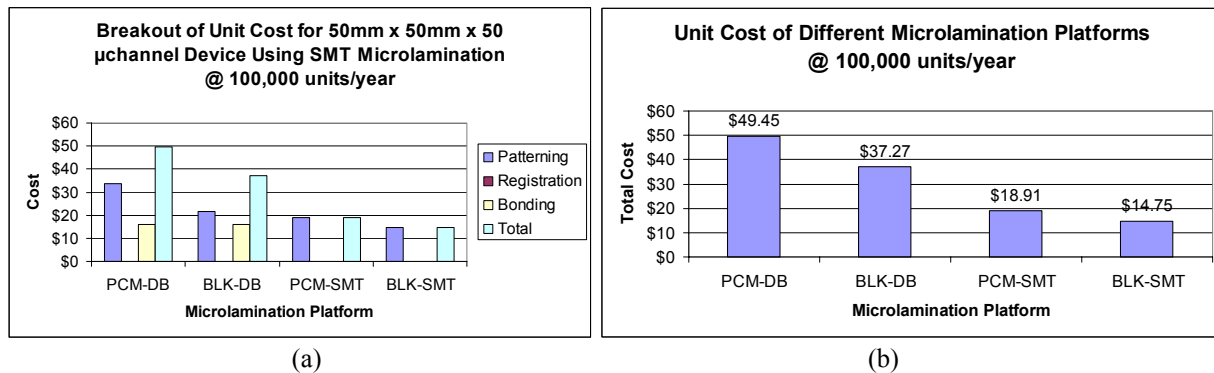 Breakout of Unit Cost for 50mm x 50mm x 50
µchannel Device Using SMT Microlamination
@ 100,000 units/year
$60
$50
$40
$30
$20
$10
$0
Cost
PCM-DB BLK-DB PCM-SMT BLK-SMT
Microlamination Platform
Patterning
Registration
Bonding
Total
(a)
Unit Cost of Different Microlamination Platforms
@ 100,000 units/year
$60
$50
$40
$30
$20
$10
$0
Total Cost
$49.45
$37.27
$18.91
$14.75
PCM-DB BLK-DB PCM-SMT BLK-SMT
Microlamination Platform
(b)